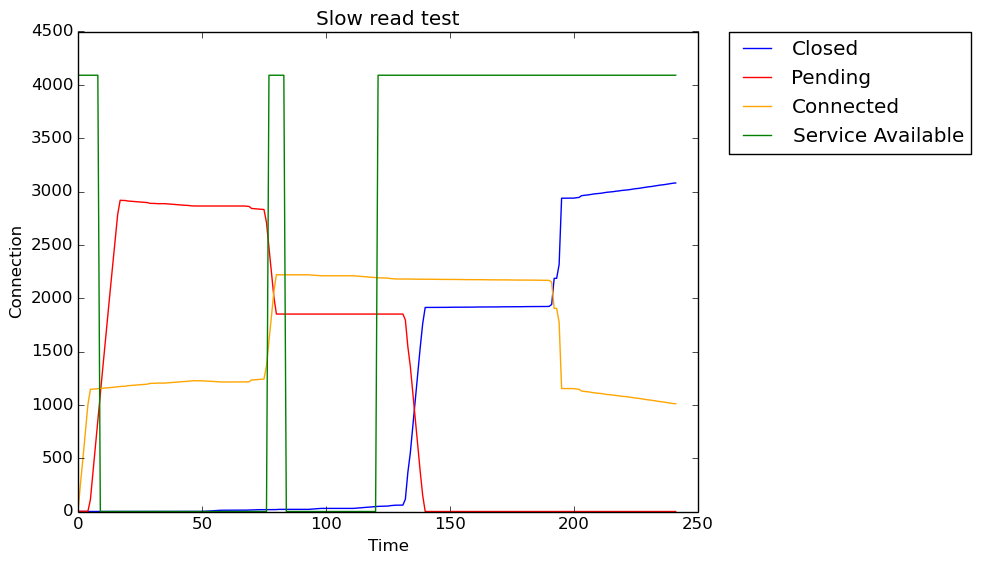 Slow read test
4500
4000
3500
3000
2500
2000
1500
1000
500
0
Connection
0 50 100 150 200 250
Time
Closed
Pending
Connected
Service Available